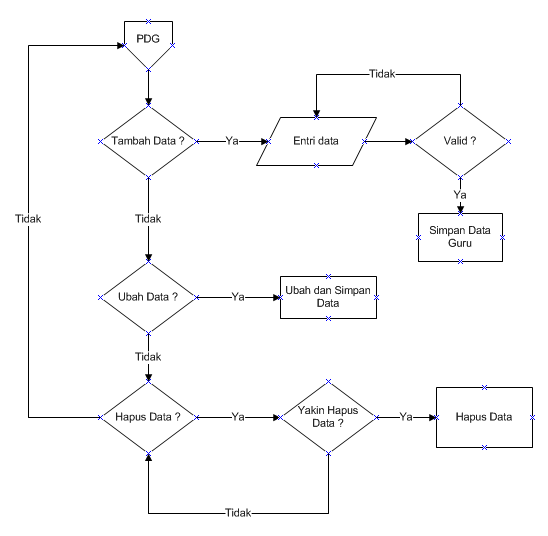 PDG
Tidak
Tambah Data ?
Ya
Entri data
Valid ?
Ya
Tidak
Tidak
Simpan Data
Guru
Ubah Data ?
Ya
Ubah dan Simpan
Data
Tidak
Hapus Data ?
Ya
Yakin Hapus
Data ?
Ya
Hapus Data
Tidak